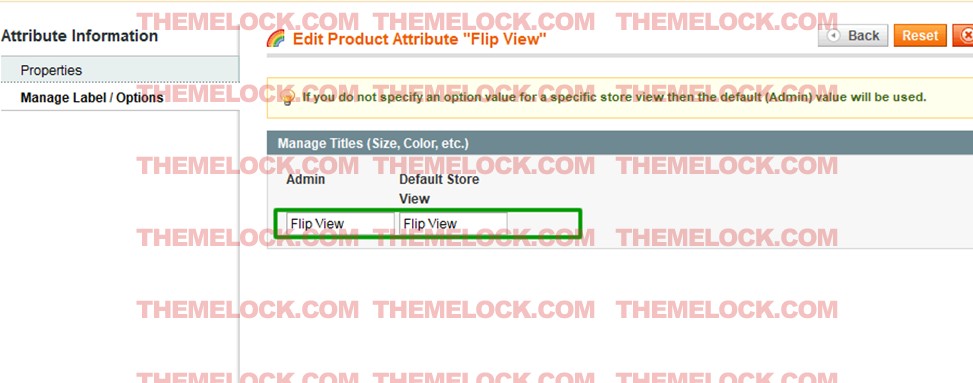 THEMELOCK.COM THEMELOCK.COM THEMELOCK.COM
Attribute Information
Edit Product Attribute "Flip View"
Back
Reset
Properties
Manage Label / Options
THEMELOCK.COM THEMELOCK.COM THEMELOCK.COM
If you do not specify an option value for a specific store view then the default (Admin) value will be used.
Manage Titles (Size, Color, etc.)
THEMELOCK.COM THEMELOCK.COM THEMELOCK.COM
Admin
Default Store
View
Flip View
Flip View
THEMELOCK.COM THEMELOCK.COM THEMELOCK.COM
THEMELOCK.COM THEMELOCK.COM THEMELOCK.COM
THEMELOCK.COM THEMELOCK.COM THEMELOCK.COM